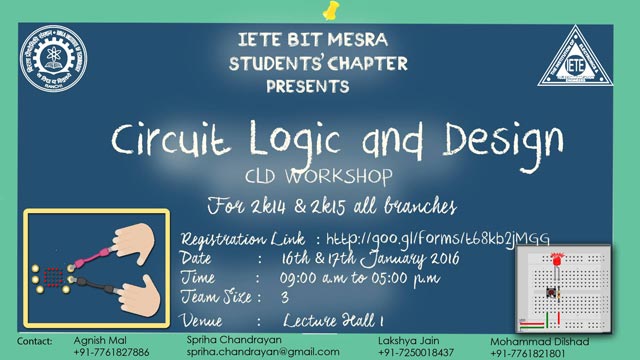 IETE BIT MESRA
STUDENTS' CHAPTER
PRESENTS
IETE
Circuit Logic and Design
CLD WORKSHOP
For 2k14 & 2k15 all branches
Registration Link : http://goo.gl/forms/t68kb2jMGG
Date : 16th & 17th January 2016
Time : 09:00 a.m to 05:00 p.m
Team Size : 3
Venue : Lecture Hall 1
Contact: Agnish Mal Spriha Chandrayan Lakshya Jain Mohammad Dilshad
+91-7761827886 spriha.chandrayan@gmail.com +91-7250018437 +91-7761821801